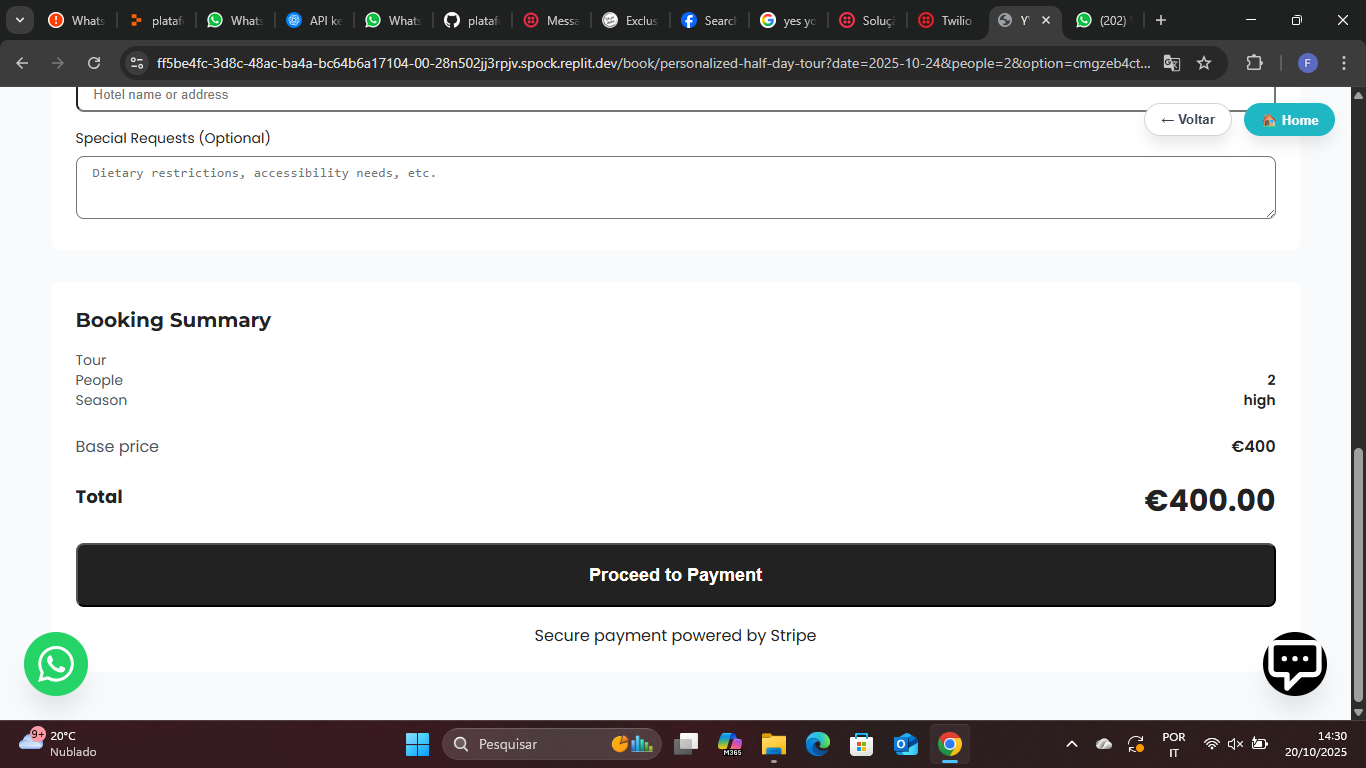 Whats
plataf
Whats
API ke
Whats
plataf
Messa
Exclus
Search
yes yo
Soluç
Twilio
Y
(202)
ff5be4fc-3d8c-48ac-ba4a-bc64b6a17104-00-28n502jj3rpjv.spock.replit.dev/book/personalized-half-day-tour?date=2025-10-24&people=2&option=cmgzeb4ct...
F
Hotel name or address
← Voltar
Home
Special Requests (Optional)
Dietary restrictions, accessibility needs, etc.
Booking Summary
Tour
People 2
Season high
Base price €400
Total €400.00
Proceed to Payment
Secure payment powered by Stripe
9+
20°C
Nublado
Pesquisar
M365
POR
IT
14:30
20/10/2025